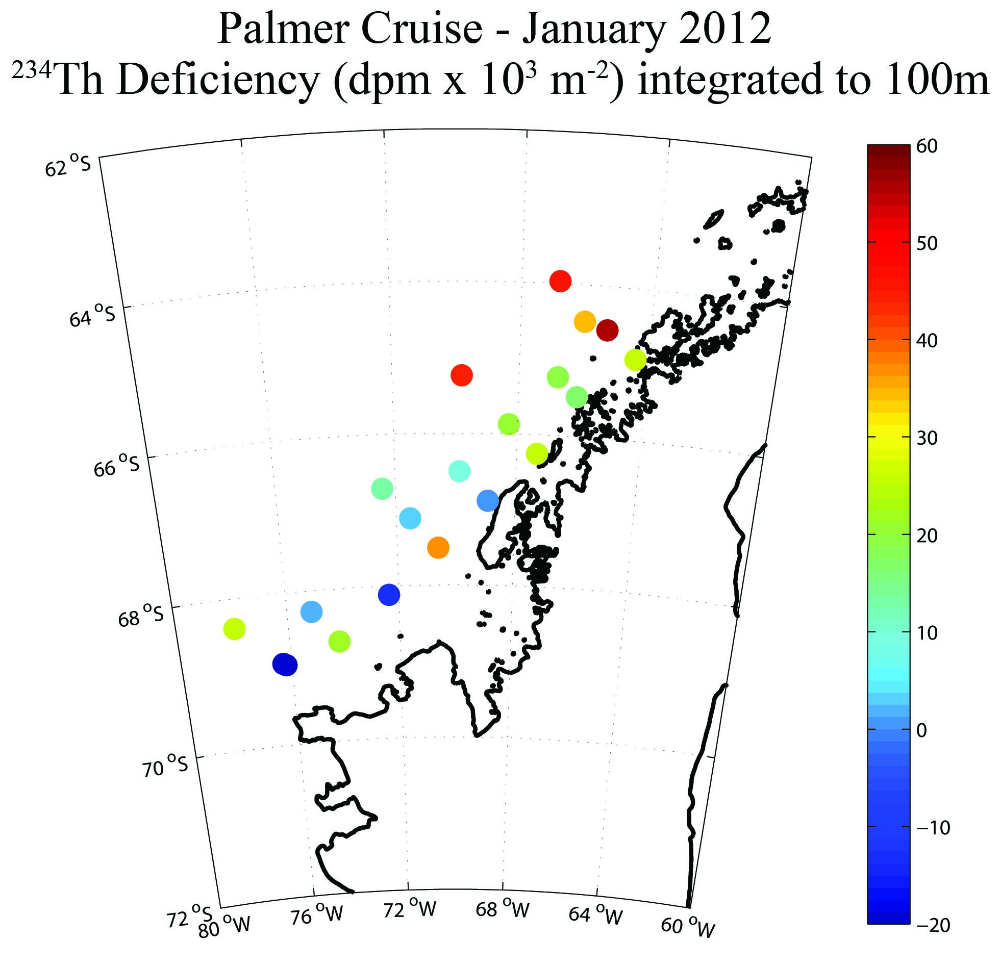 Palmer Cruise - January 2012
²³⁴Th Deficiency (dpm x 10³ m⁻²) integrated to 100m
62 °S
64 °S
66 °S
68 °S
70 °S
72 °S
80 °W
76 °W
72 °W
68 °W
64 °W
60 °W
60
50
40
30
20
10
0
−10
−20